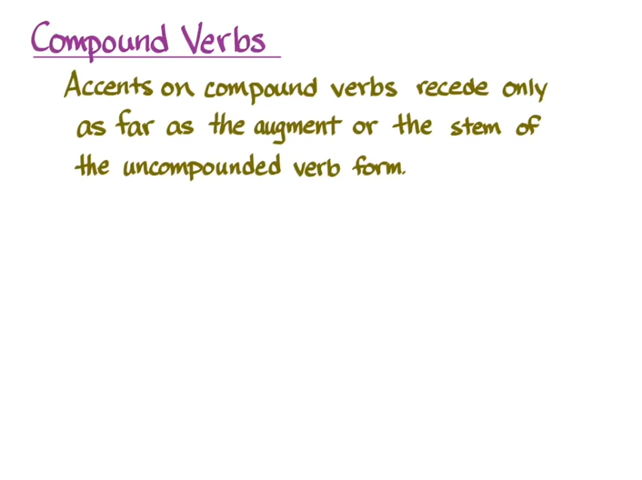 Compound Verbs
Accents on compound verbs recede only
as far as the augment or the stem of
the uncompounded verb form.